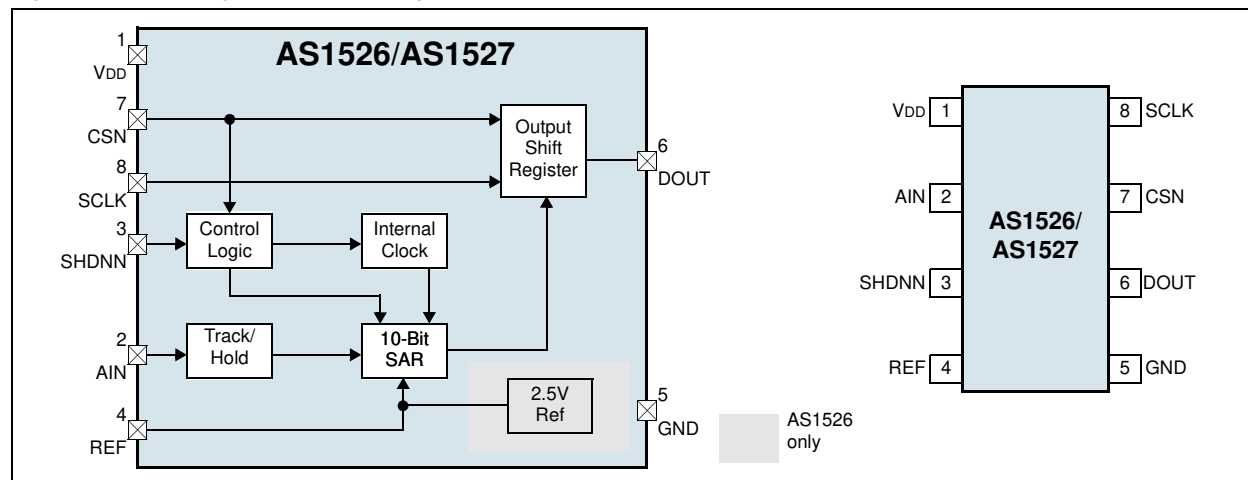 AS1526/AS1527
1
VDD
7
CSN
8
SCLK
3
SHDNN
2
AIN
4
REF
Output
Shift
Register
6
DOUT
Control
Logic
Internal
Clock
Track/
Hold
10-Bit
SAR
2.5V
Ref
5
GND
AS1526
only
VDD 1
8 SCLK
AIN 2
7 CSN
AS1526/
AS1527
SHDNN 3
6 DOUT
REF 4
5 GND